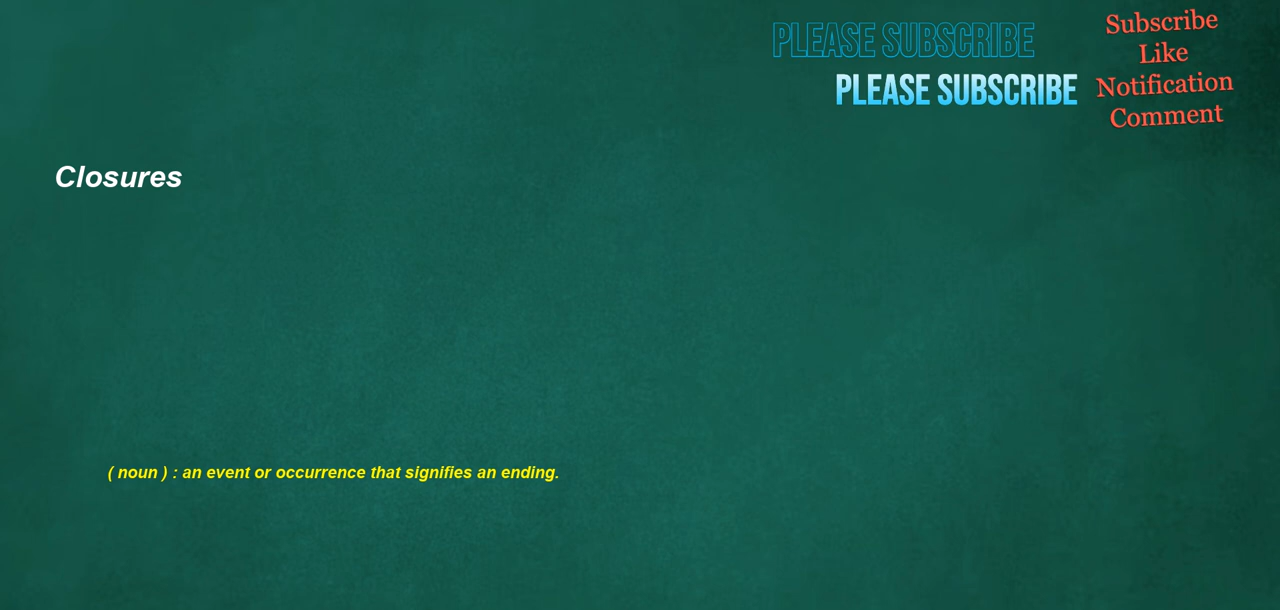 PLEASE SUBSCRIBE
PLEASE SUBSCRIBE
Subscribe
Like
Notification
Comment
Closures
( noun ) : an event or occurrence that signifies an ending.